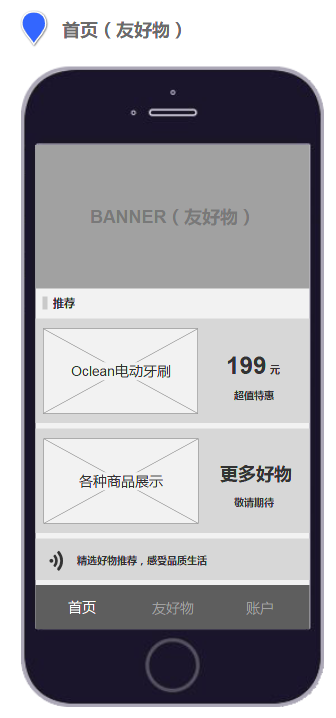 首页（友好物）
BANNER（友好物）
推荐
Oclean电动牙刷
199 元
超值特惠
各种商品展示
更多好物
敬请期待
精选好物推荐，感受品质生活
首页 友好物 账户